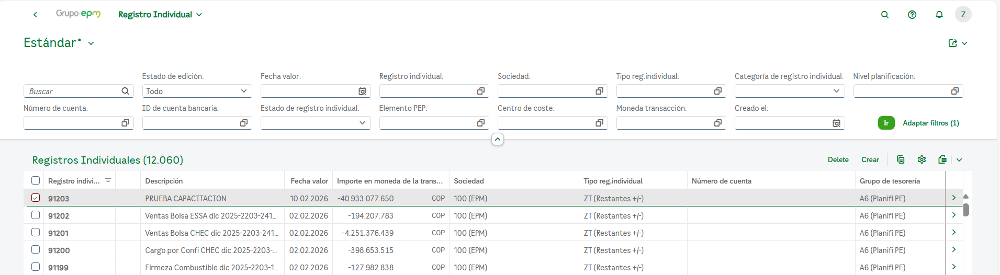 Grupo·epm Registro Individual Z
Estándar*
Estado de edición: Fecha valor: Registro individual: Sociedad: Tipo reg.individual: Categoría de registro individual: Nivel planificación:
Buscar Todo
Número de cuenta: ID de cuenta bancaria: Estado de registro individual: Elemento PEP: Centro de coste: Moneda transacción: Creado el:
Ir Adaptar filtros (1)
Registros Individuales (12.060) Delete Crear
Registro indivi... Descripción Fecha valor Importe en moneda de la trans... Sociedad Tipo reg.individual Número de cuenta Grupo de tesorería
91203 PRUEBA CAPACITACION 10.02.2026 -40.933.077.650 COP 100 (EPM) ZT (Restantes +/-) A6 (Planifi PE)
91202 Ventas Bolsa ESSA dic 2025-2203-241... 02.02.2026 -194.207.783 COP 100 (EPM) ZT (Restantes +/-) A6 (Planifi PE)
91201 Ventas Bolsa CHEC dic 2025-2203-241... 02.02.2026 -4.251.376.439 COP 100 (EPM) ZT (Restantes +/-) A6 (Planifi PE)
91200 Cargo por Confi CHEC dic 2025-2203-... 02.02.2026 -398.653.515 COP 100 (EPM) ZT (Restantes +/-) A6 (Planifi PE)
91199 Firmeza Combustible dic 2025-2203-1... 02.02.2026 -127.982.838 COP 100 (EPM) ZT (Restantes +/-) A6 (Planifi PE)